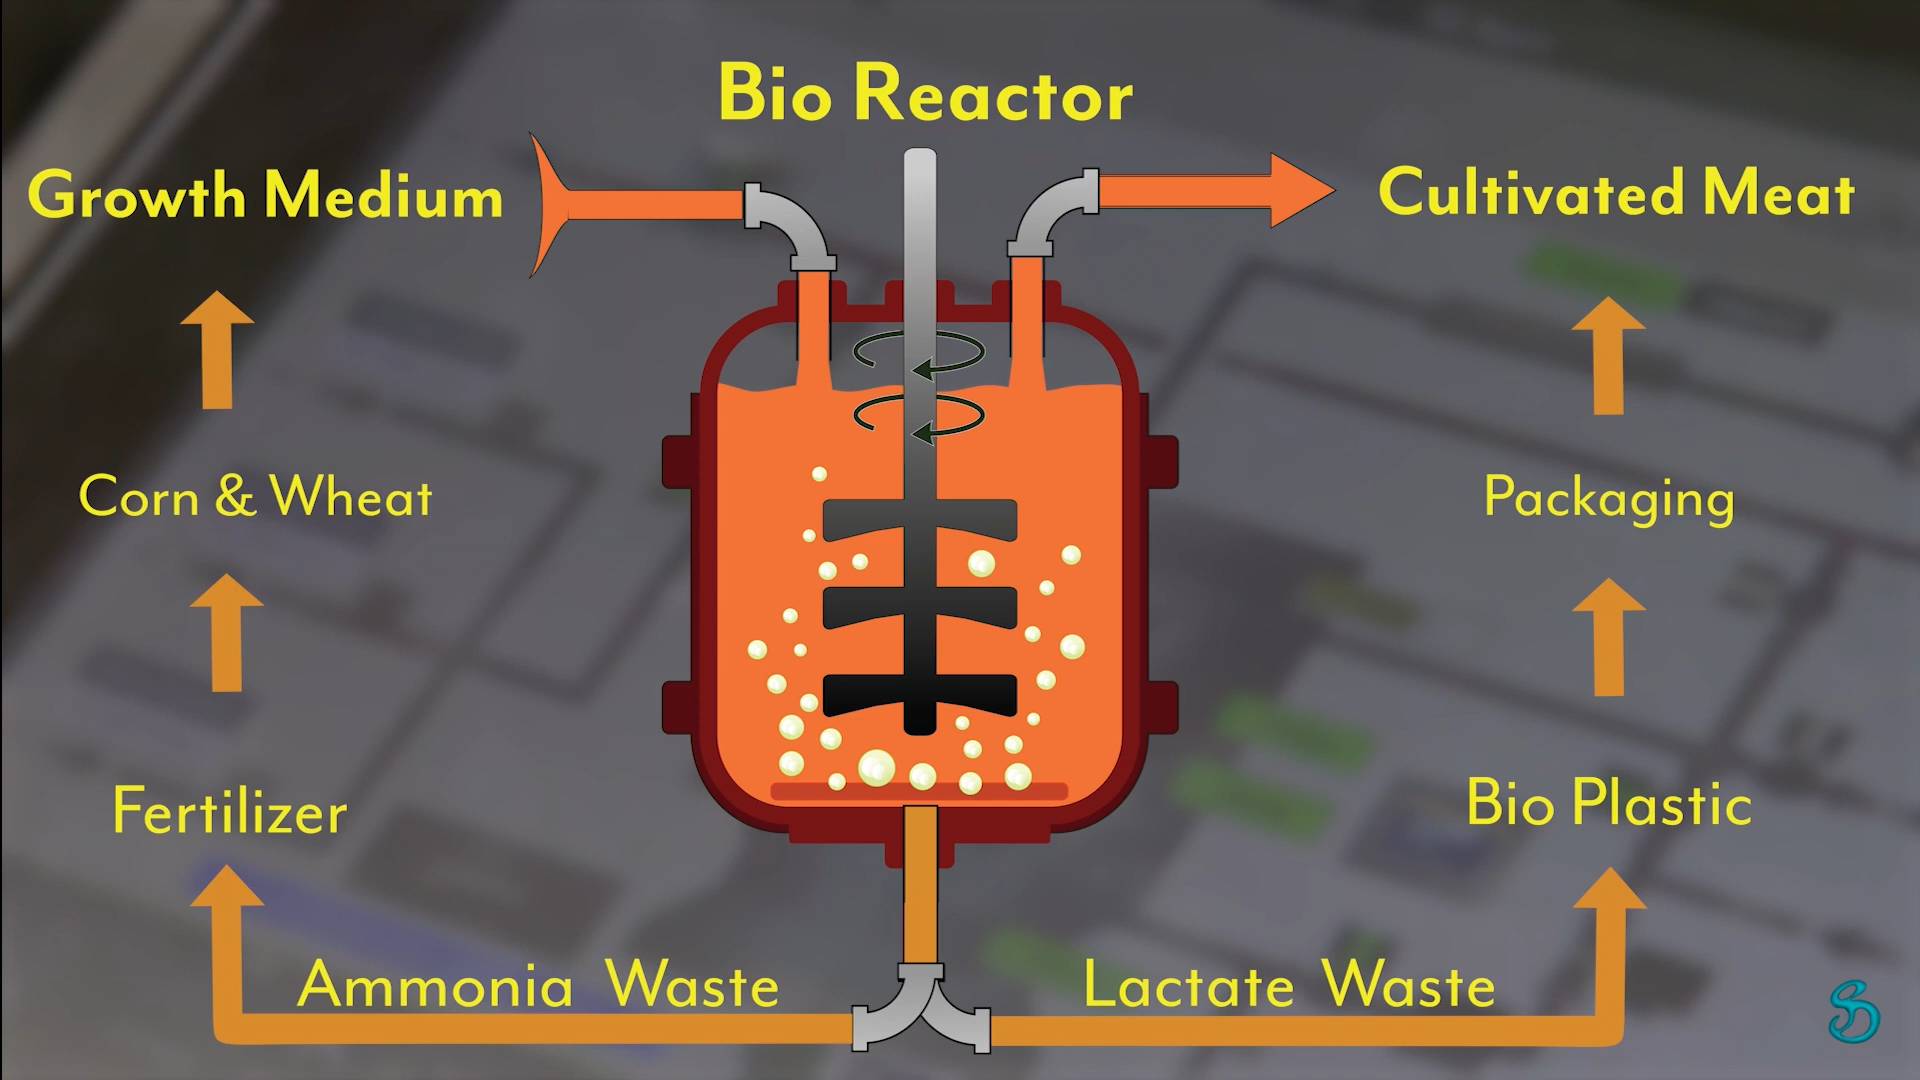 Bio Reactor
Growth Medium
Cultivated Meat
Corn & Wheat
Packaging
Fertilizer
Bio Plastic
Ammonia Waste
Lactate Waste